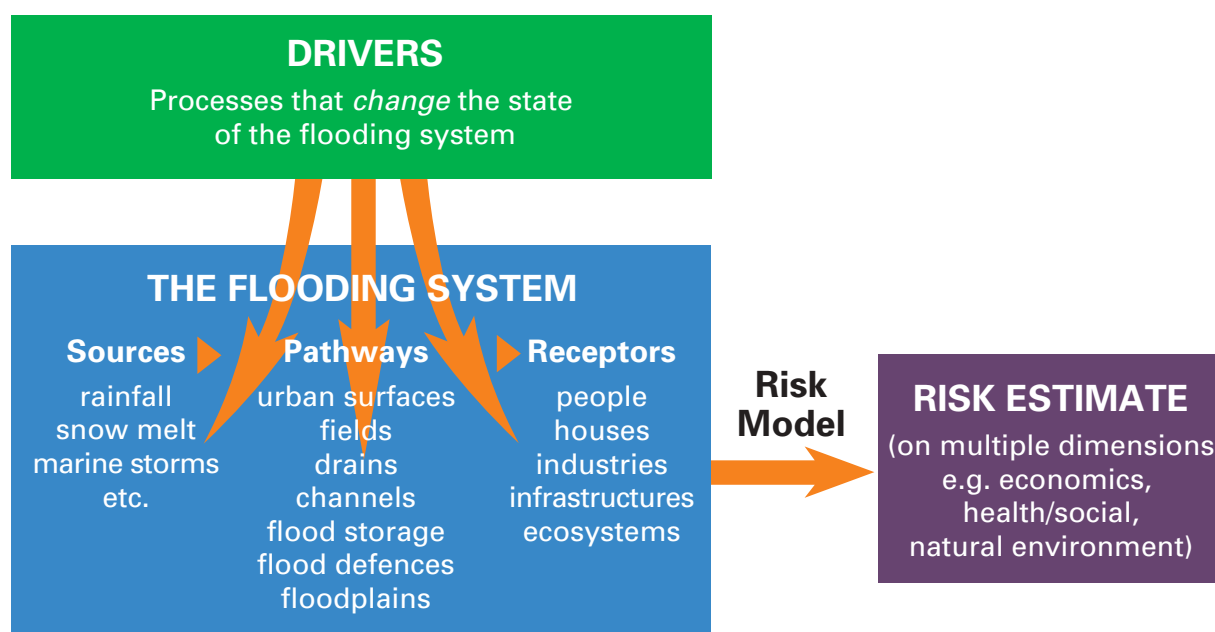 DRIVERS
Processes that change the state
of the flooding system
THE FLOODING SYSTEM
Sources
rainfall
snow melt
marine storms
etc.
Pathways
urban surfaces
fields
drains
channels
flood storage
flood defences
floodplains
Receptors
people
houses
industries
infrastructures
ecosystems
Risk
Model
RISK ESTIMATE
(on multiple dimensions
e.g. economics,
health/social,
natural environment)